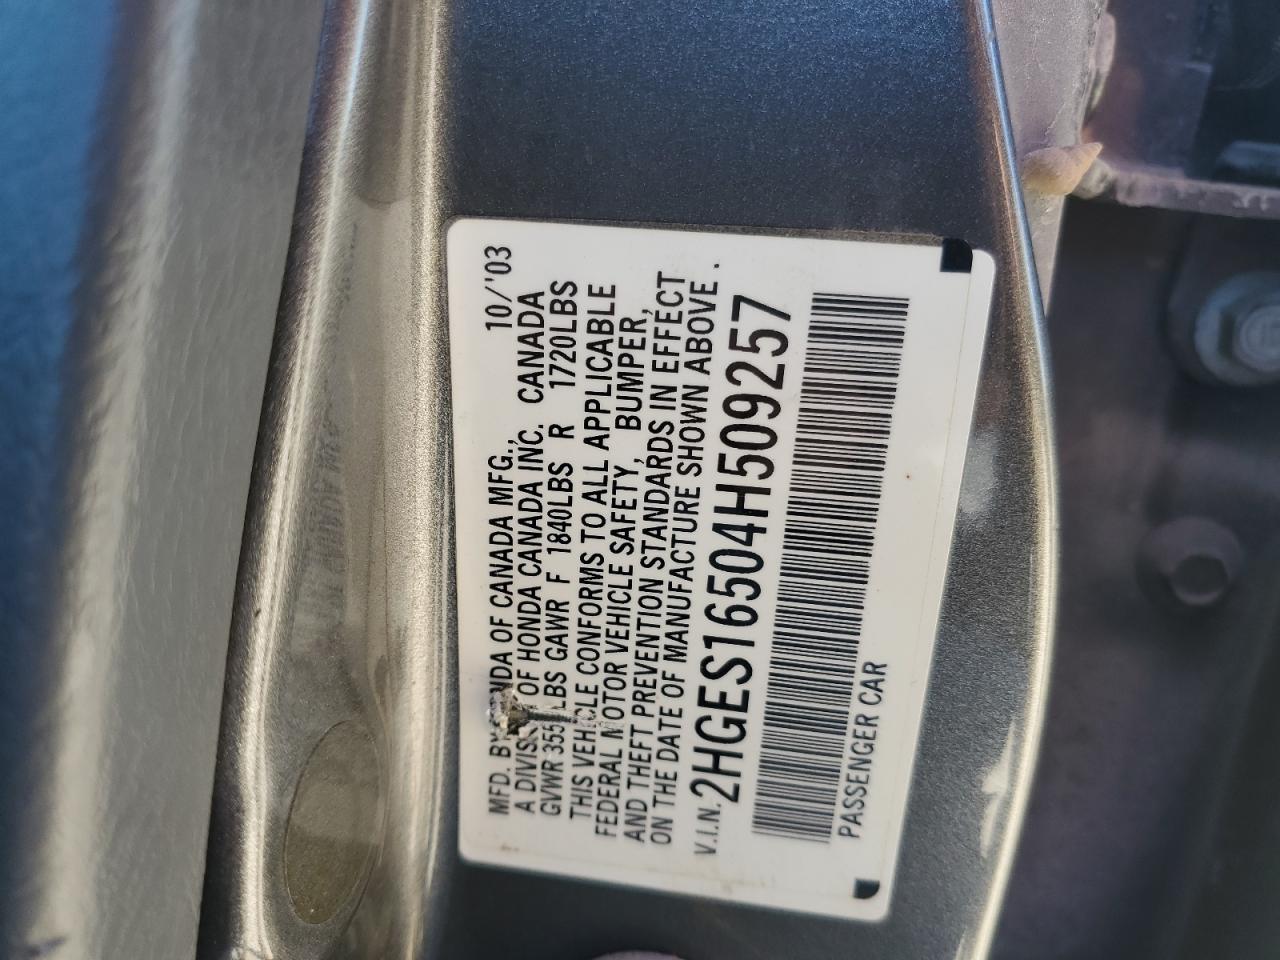 MFD. BY HONDA OF CANADA MFG., 10/'03
A DIVISION OF HONDA CANADA INC. CANADA
GVWR 355 LBS GAWR F 1840LBS R 1720LBS
THIS VEHICLE CONFORMS TO ALL APPLICABLE
FEDERAL MOTOR VEHICLE SAFETY, BUMPER,
AND THEFT PREVENTION STANDARDS IN EFFECT
ON THE DATE OF MANUFACTURE SHOWN ABOVE.
V.I.N. 2HGES16504H509257
PASSENGER CAR